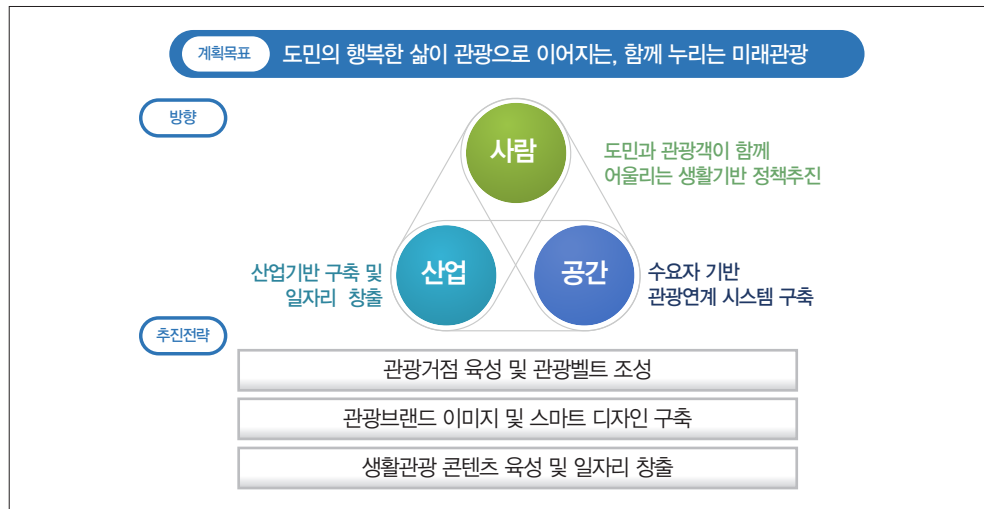 계획목표 도민의 행복한 삶이 관광으로 이어지는, 함께 누리는 미래관광
방향
사람
도민과 관광객이 함께
어울리는 생활기반 정책추진
산업기반 구축 및
일자리 창출
산업
공간
수요자 기반
관광연계 시스템 구축
추진전략
관광거점 육성 및 관광벨트 조성
관광브랜드 이미지 및 스마트 디자인 구축
생활관광 콘텐츠 육성 및 일자리 창출